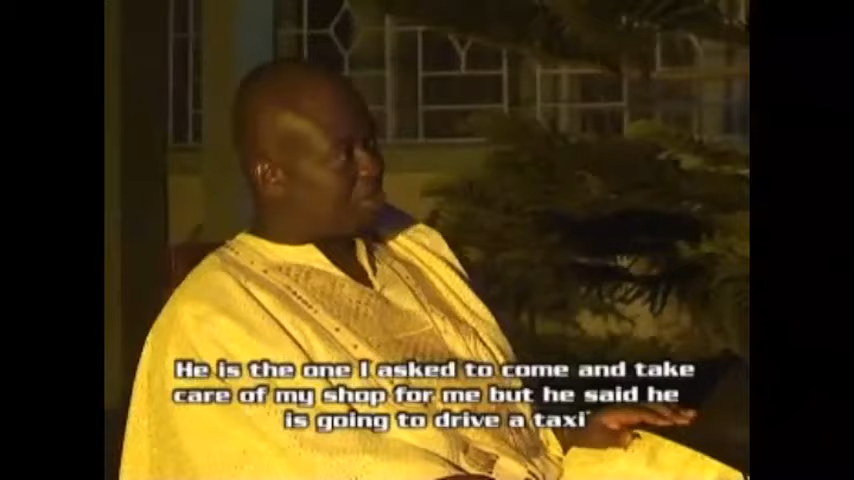 He is the one I asked to come and take
care of my shop for me but he said he
is going to drive a taxi